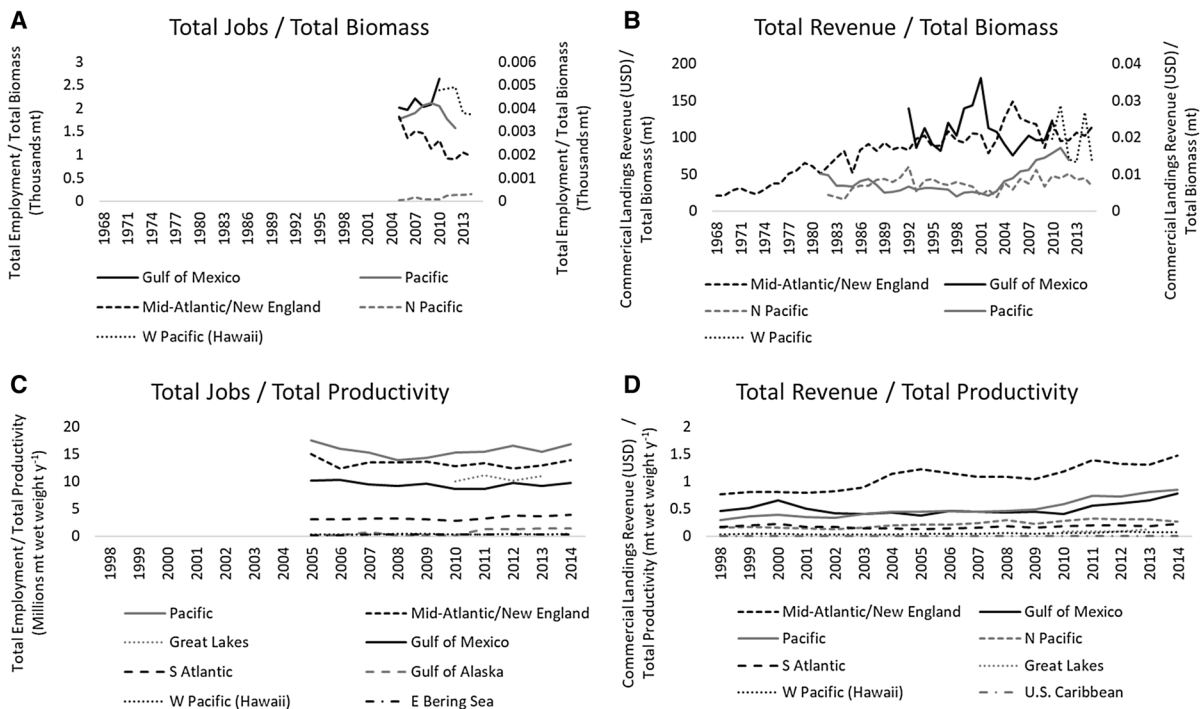 A
Total Jobs / Total Biomass
Total Employment / Total Biomass
(Thousands mt)
3
2.5
2
1.5
1
0.5
0
0.006
0.005
0.004
0.003
0.002
0.001
0
Total Employment / Total Biomass
(Thousands mt)
1968
1971
1974
1977
1980
1983
1986
1989
1992
1995
1998
2001
2004
2007
2010
2013
Gulf of Mexico
Pacific
Mid-Atlantic/New England
N Pacific
W Pacific (Hawaii)
B
Total Revenue / Total Biomass
Commerical Landings Revenue (USD) /
Total Biomass (mt)
200
150
100
50
0
0.04
0.03
0.02
0.01
0
Commercial Landings Revenue (USD) /
Total Biomass (mt)
1968
1971
1974
1977
1980
1983
1986
1989
1992
1995
1998
2001
2004
2007
2010
2013
Mid-Atlantic/New England
Gulf of Mexico
N Pacific
Pacific
W Pacific
C
Total Jobs / Total Productivity
Total Employment/ Total Productivity
(Millions mt wet weight y⁻¹)
20
15
10
5
0
1998
1999
2000
2001
2002
2003
2004
2005
2006
2007
2008
2009
2010
2011
2012
2013
2014
Pacific
Mid-Atlantic/New England
Great Lakes
Gulf of Mexico
S Atlantic
Gulf of Alaska
W Pacific (Hawaii)
E Bering Sea
D
Total Revenue / Total Productivity
Commercial Landings Revenue (USD) /
Total Productivity (mt wet weight y⁻¹)
2
1.5
1
0.5
0
1998
1999
2000
2001
2002
2003
2004
2005
2006
2007
2008
2009
2010
2011
2012
2013
2014
Mid-Atlantic/New England
Gulf of Mexico
Pacific
N Pacific
S Atlantic
Great Lakes
W Pacific (Hawaii)
U.S. Caribbean